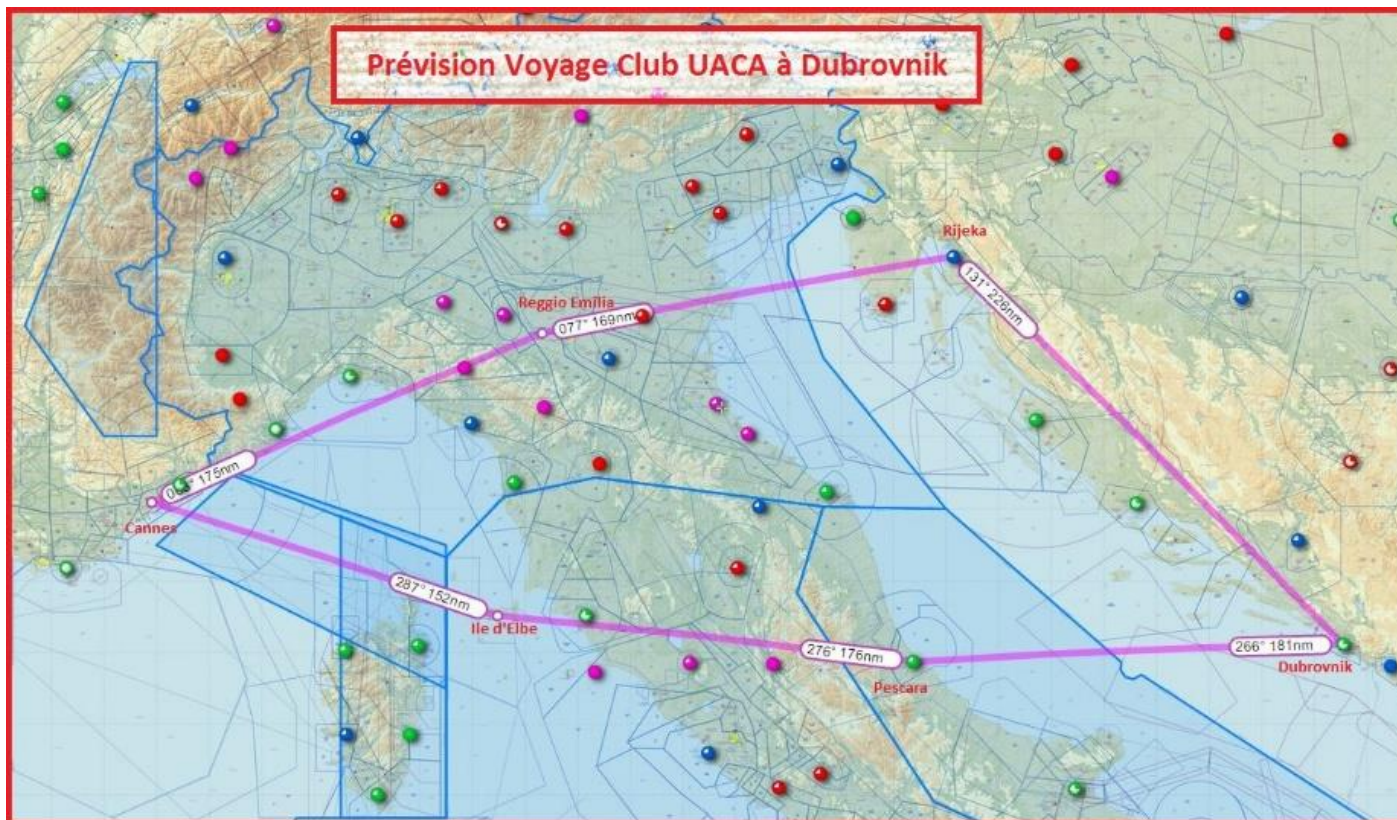 Prévision Voyage Club UACA à Dubrovnik
Rijeka
131° 226nm
Reggio Emilia
077° 169nm
175nm
Cannes
287° 152nm
Ile d'Elbe
276° 176nm
Pescara
266° 181nm
Dubrovnik